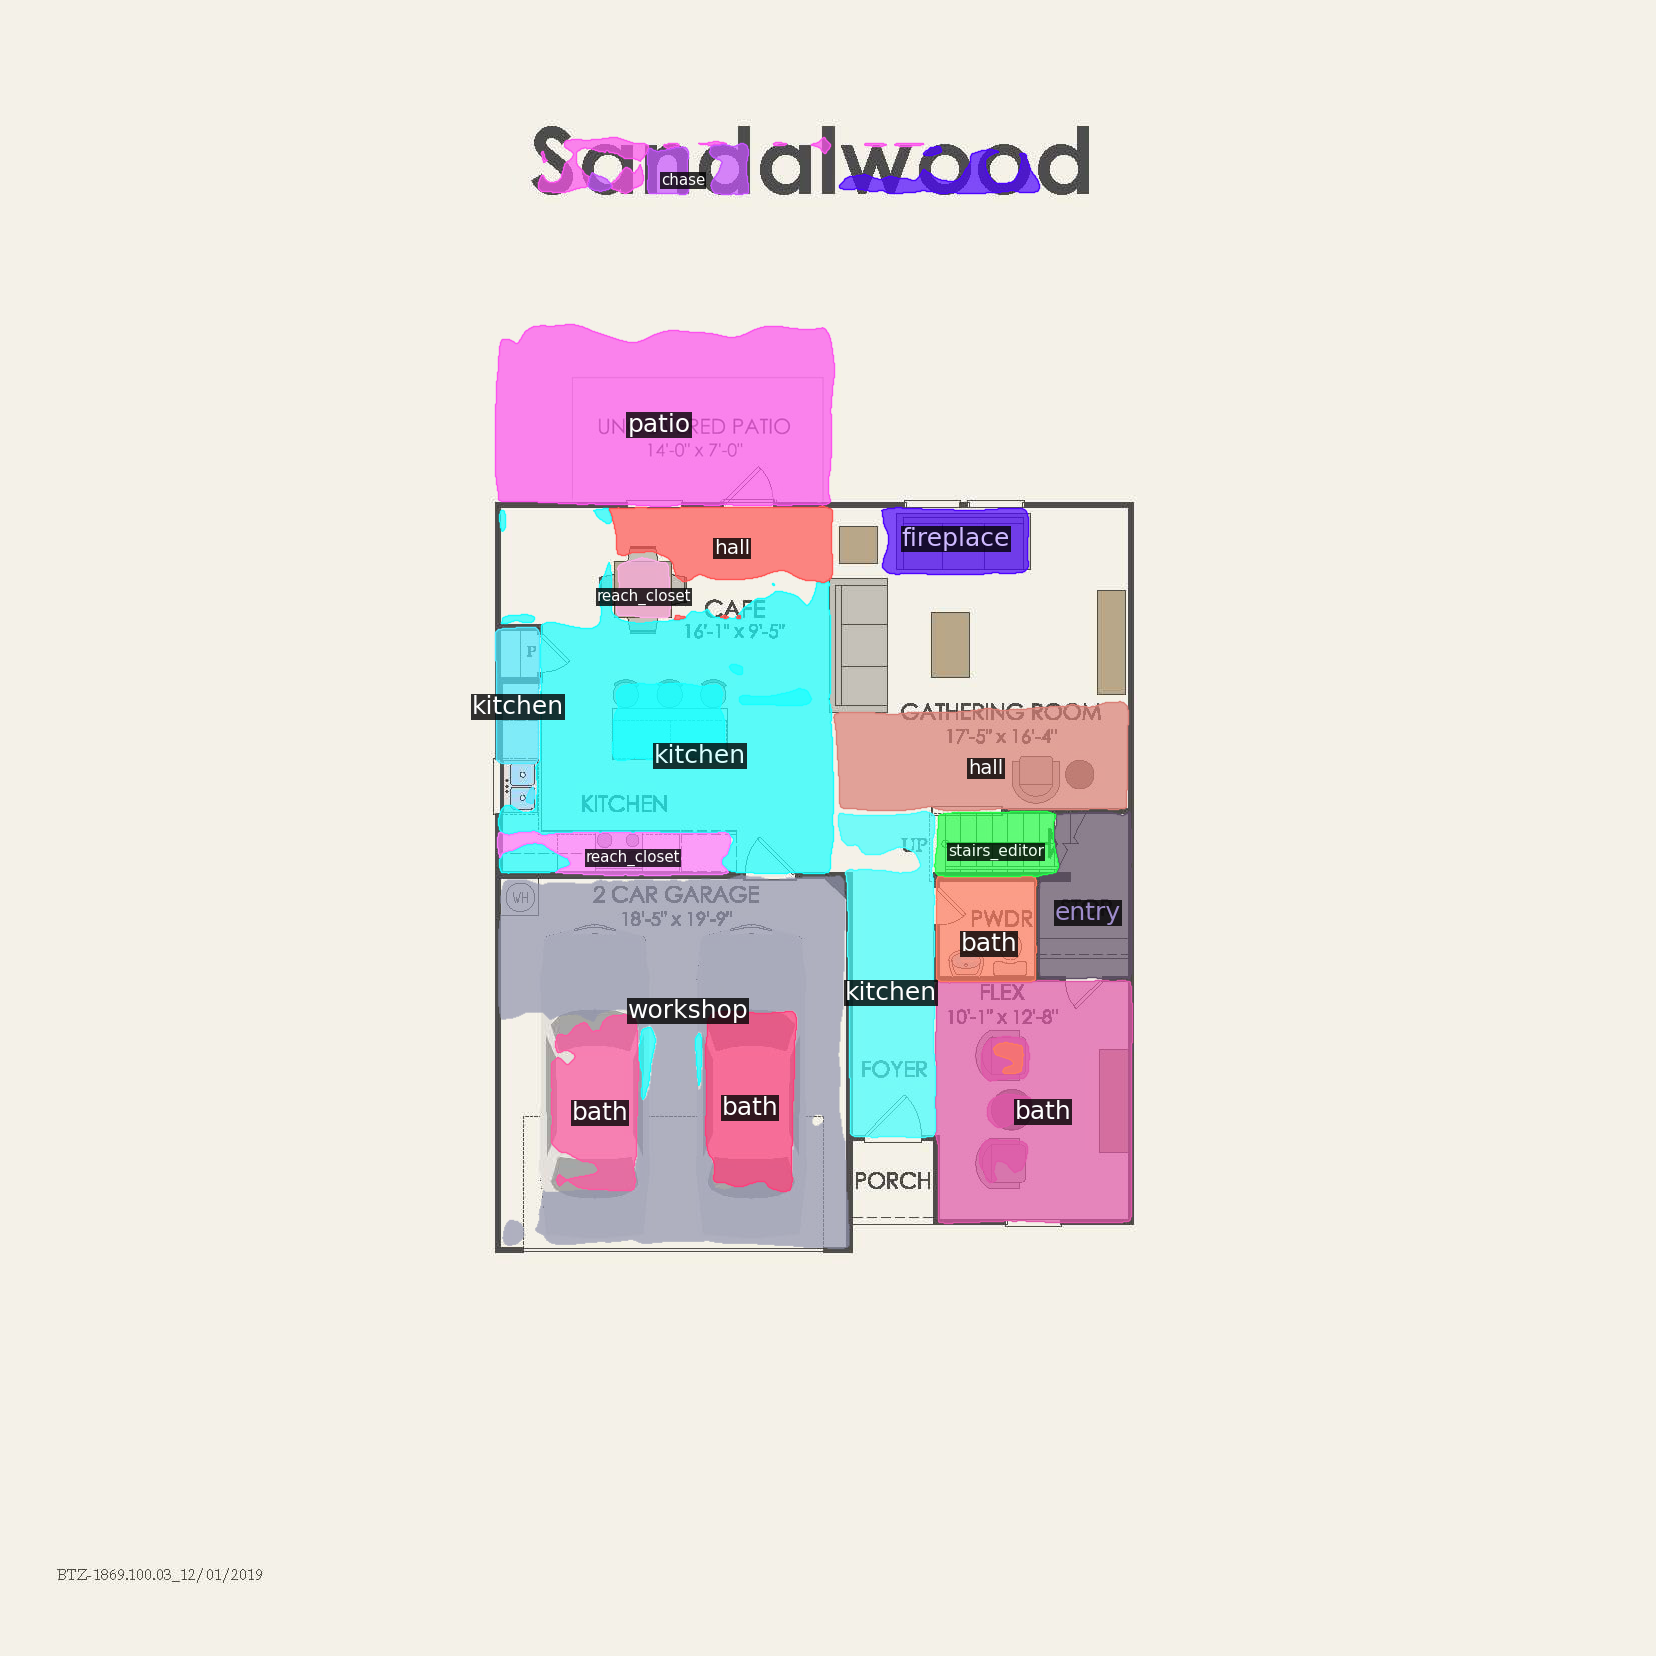 Sandalwood
chase
patio
RED PATIO
14'-0" x 7'-0"
fireplace
hall
reach_closet
CAFE
16'-1" x 9'-5"
P
kitchen
GATHERING ROOM
17'-5" x 16'-4"
kitchen
hall
KITCHEN
UP
stairs_editor
reach_closet
WH
2 CAR GARAGE
18'-5" x 19'-9"
entry
PWDR
bath
kitchen
FLEX
10'-1" x 12'-8"
workshop
FOYER
bath
bath
bath
PORCH
BTZ-1869.100.03_12/01/2019